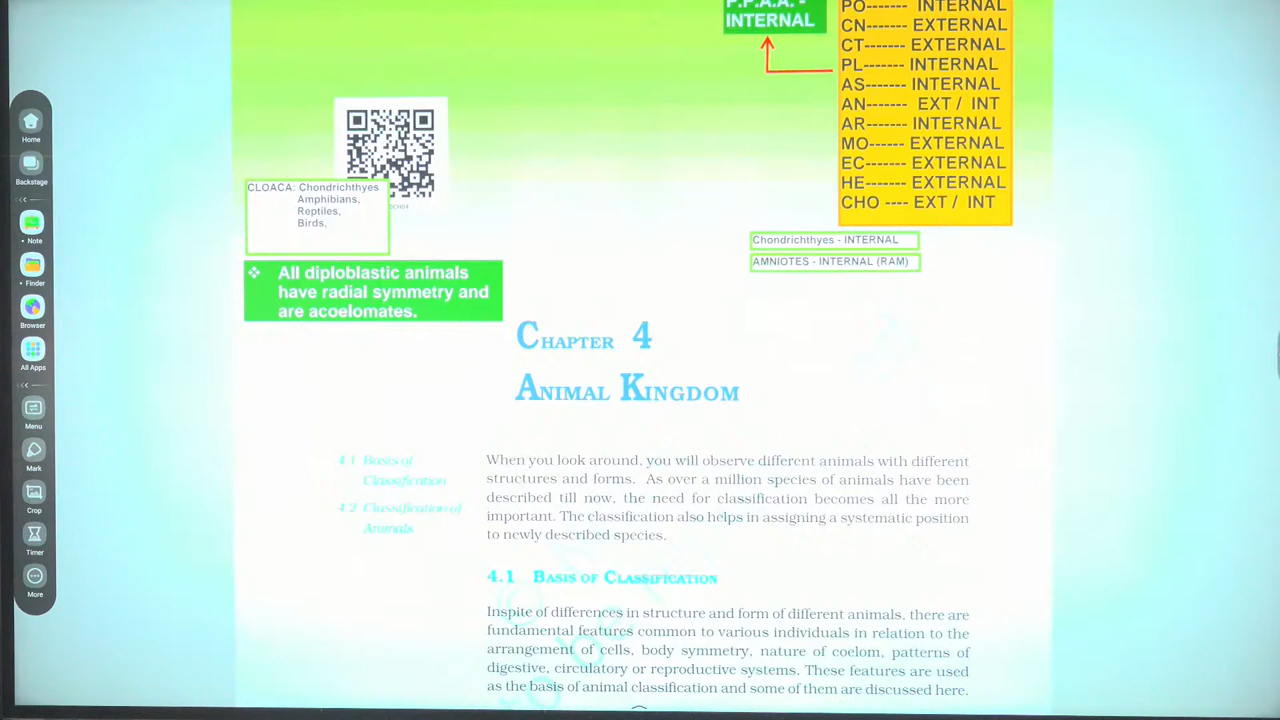 P.P.A.A. -
INTERNAL
PO------- INTERNAL
CN------- EXTERNAL
CT------- EXTERNAL
PL------- INTERNAL
AS------- INTERNAL
AN------- EXT / INT
AR------- INTERNAL
MO------- EXTERNAL
EC------- EXTERNAL
HE------- EXTERNAL
CHO ---- EXT / INT
Chondrichthyes - INTERNAL
AMNIOTES - INTERNAL (RAM)
CLOACA: Chondrichthyes
Amphibians,
Reptiles,
Birds,
❖ All diploblastic animals
have radial symmetry and
are acoelomates.
CHAPTER 4
ANIMAL KINGDOM
4.1 Basis of
Classification
4.2 Classification of
Animals
When you look around, you will observe different animals with different
structures and forms. As over a million species of animals have been
described till now, the need for classification becomes all the more
important. The classification also helps in assigning a systematic position
to newly described species.
4.1 BASIS OF CLASSIFICATION
Inspite of differences in structure and form of different animals, there are
fundamental features common to various individuals in relation to the
arrangement of cells, body symmetry, nature of coelom, patterns of
digestive, circulatory or reproductive systems. These features are used
as the basis of animal classification and some of them are discussed here.
Home
Backstage
Note
Finder
Browser
All Apps
Menu
Mark
Crop
Timer
More